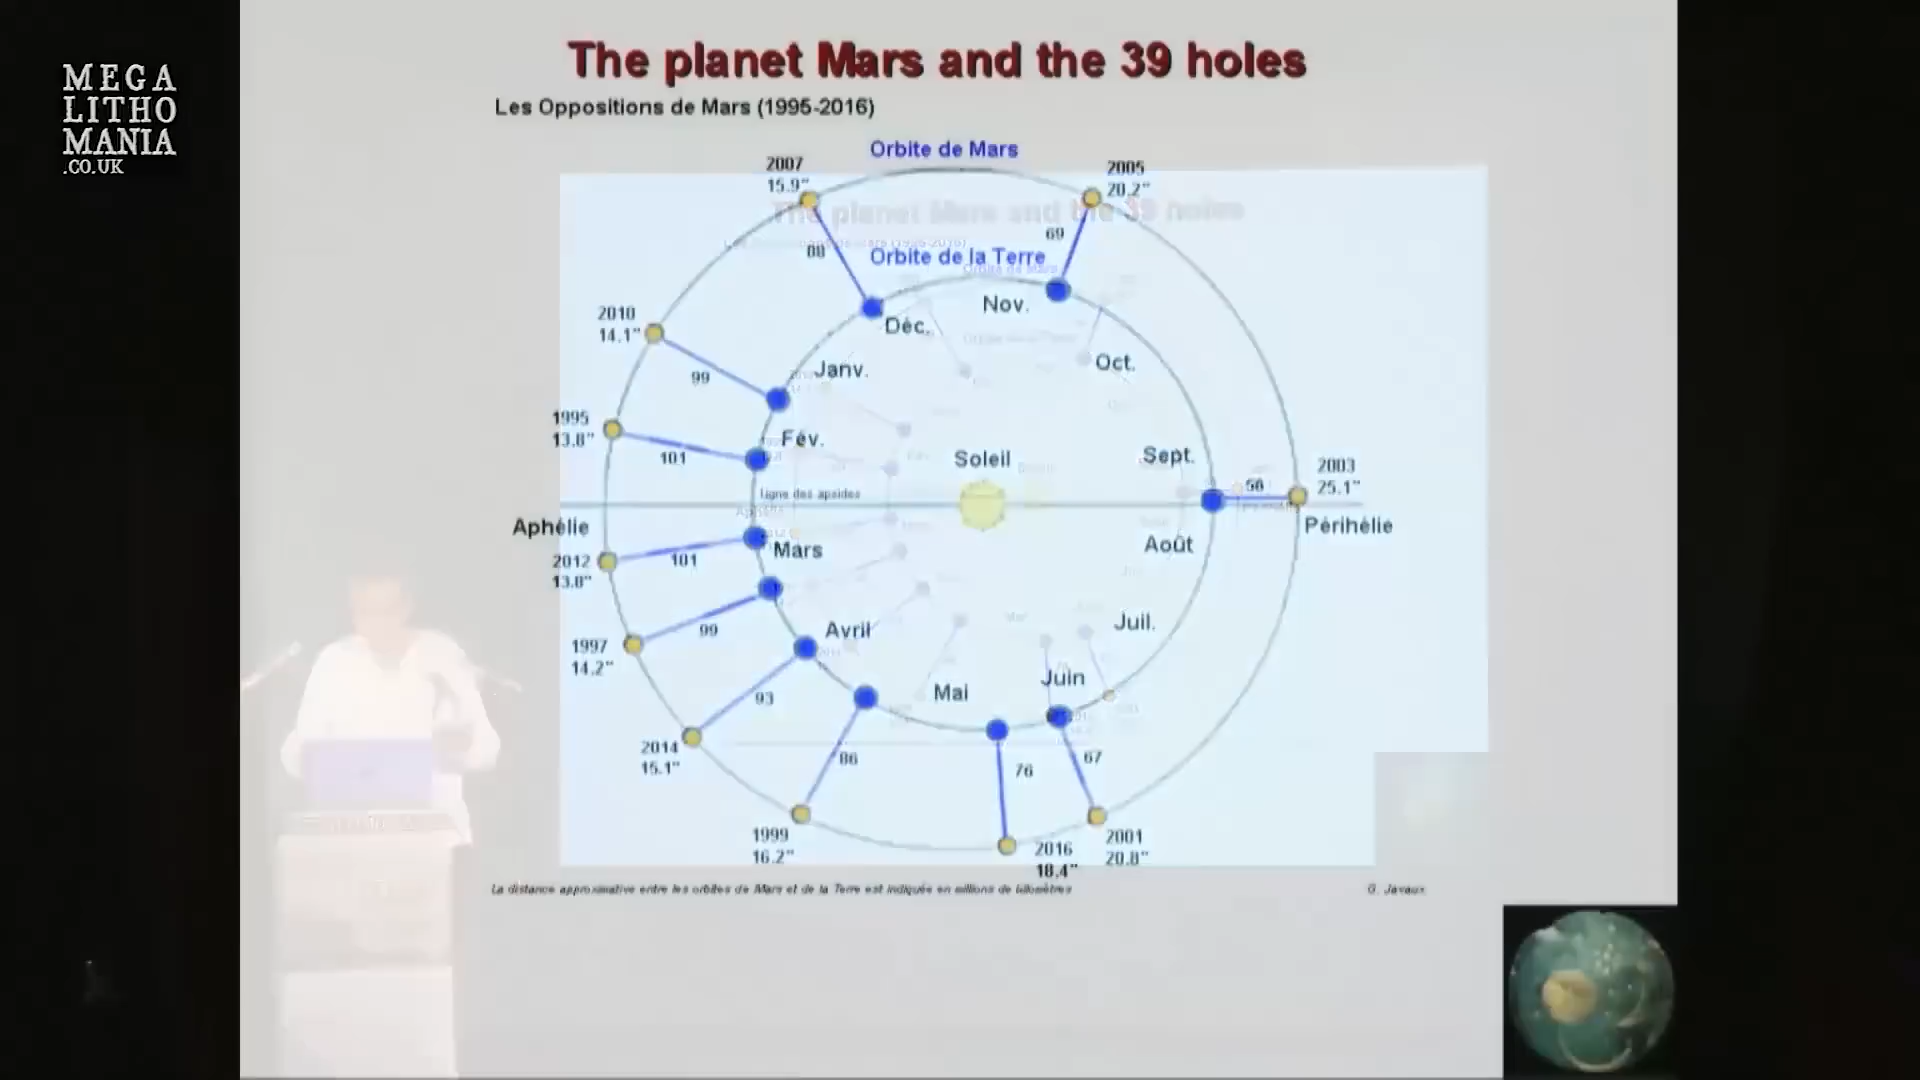 MEGA
LITHO
MANIA
.CO.UK
The planet Mars and the 39 holes
Les Oppositions de Mars (1995-2016)
Orbite de Mars
2007
15.9"
2005
20.2"
88
69
Orbite de la Terre
Nov.
Déc.
2010
14.1"
Janv.
Oct.
99
1995
13.8"
Fév.
101
Soleil
Sept.
2003
25.1"
56
Ligne des apsides
Aphélie
Périhélie
Mars
Août
2012
13.8"
101
Avril
Juil.
99
1997
14.2"
Juin
Mai
93
2014
15.1"
86
76
67
1999
16.2"
2016
18.4"
2001
20.8"
La distance approximative entre les orbites de Mars et de la Terre est indiquée en millions de kilomètres
G. Javaux